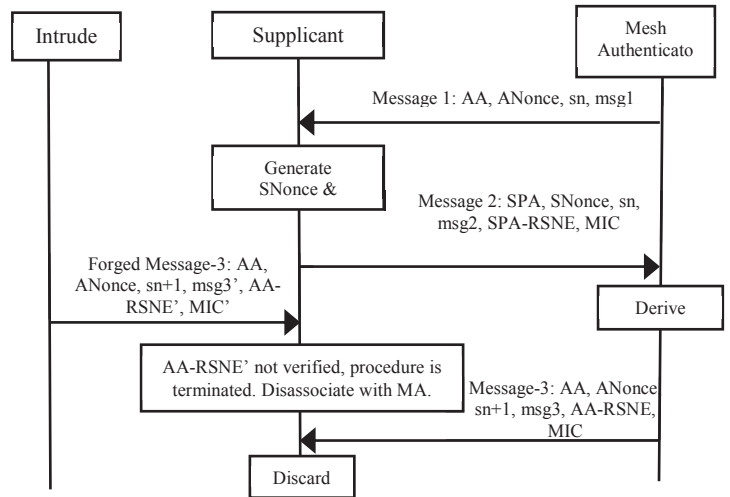 Intrude
Supplicant
Mesh
Authenticato
Message 1: AA, ANonce, sn, msg1
Generate
SNonce &
Message 2: SPA, SNonce, sn,
msg2, SPA-RSNE, MIC
Forged Message-3: AA,
ANonce, sn+1, msg3’, AA-
RSNE’, MIC’
Derive
AA-RSNE’ not verified, procedure is
terminated. Disassociate with MA.
Message-3: AA, ANonce
sn+1, msg3, AA-RSNE,
MIC
Discard